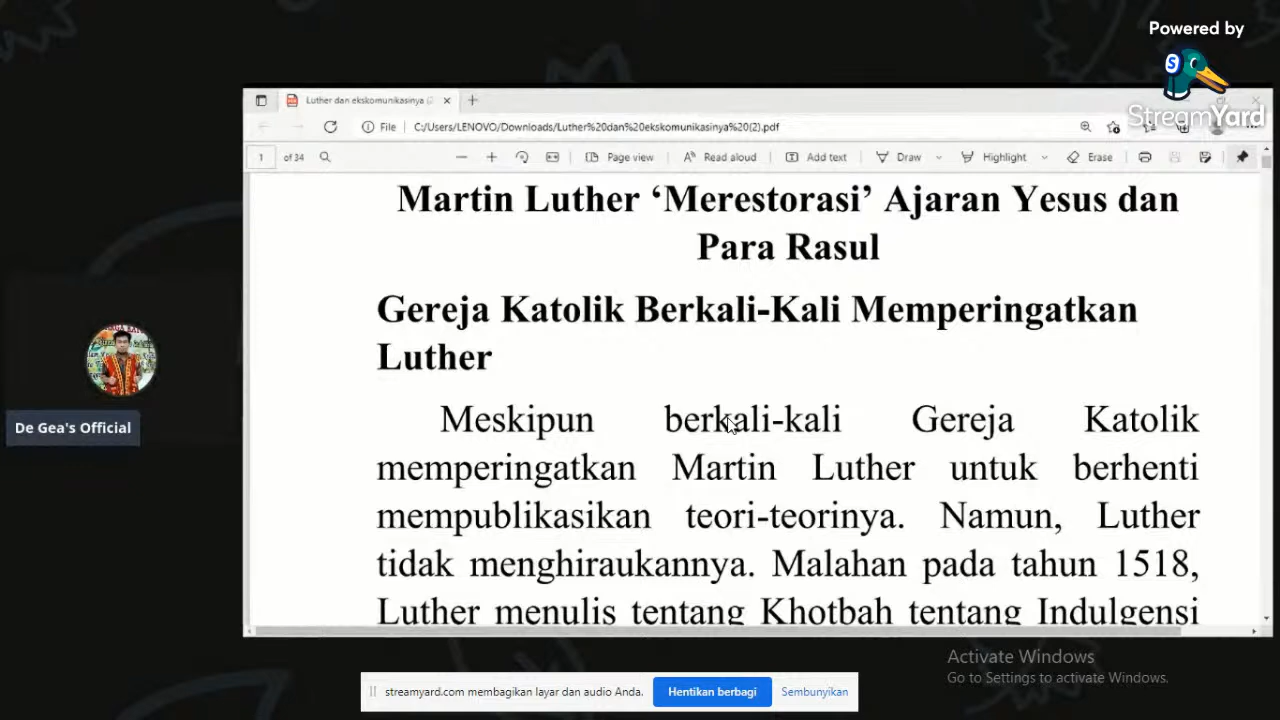 Powered by
StreamYard
Luther dan ekskomunikasinya (2
File
C:/Users/LENOVO/Downloads/Luther%20dan%20ekskomunikasinya%20(2).pdf
1 of 34
Page view
Read aloud
Add text
Draw
Highlight
Erase
Martin Luther ‘Merestorasi’ Ajaran Yesus dan
Para Rasul
Gereja Katolik Berkali-Kali Memperingatkan
Luther
Meskipun berkali-kali Gereja Katolik
memperingatkan Martin Luther untuk berhenti
mempublikasikan teori-teorinya. Namun, Luther
tidak menghiraukannya. Malahan pada tahun 1518,
Luther menulis tentang Khotbah tentang Indulgensi
De Gea's Official
Activate Windows
Go to Settings to activate Windows.
streamyard.com membagikan layar dan audio Anda.
Hentikan berbagi
Sembunyikan